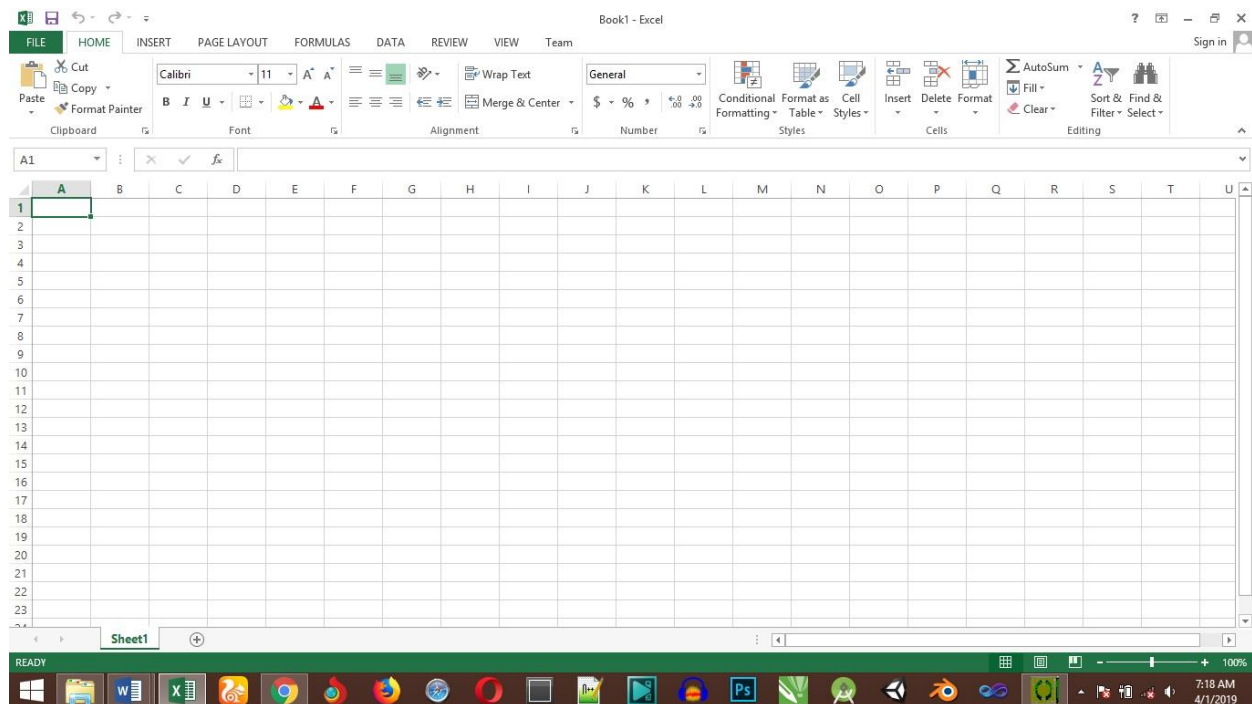 Book1 - Excel
?
FILE HOME INSERT PAGE LAYOUT FORMULAS DATA REVIEW VIEW Team Sign in
Cut
Copy
Format Painter
Paste
Clipboard
Calibri 11
B I U A
Font
Wrap Text
Merge & Center
Alignment
General
$ % ,
Number
Conditional Formatting
Format as Table
Cell Styles
Styles
Insert Delete Format
Cells
AutoSum
Fill
Clear
Sort & Filter
Find & Select
Editing
A1 fx
A B C D E F G H I J K L M N O P Q R S T U
1
2
3
4
5
6
7
8
9
10
11
12
13
14
15
16
17
18
19
20
21
22
23
Sheet1
READY 100%
Ps
7:18 AM
4/1/2019